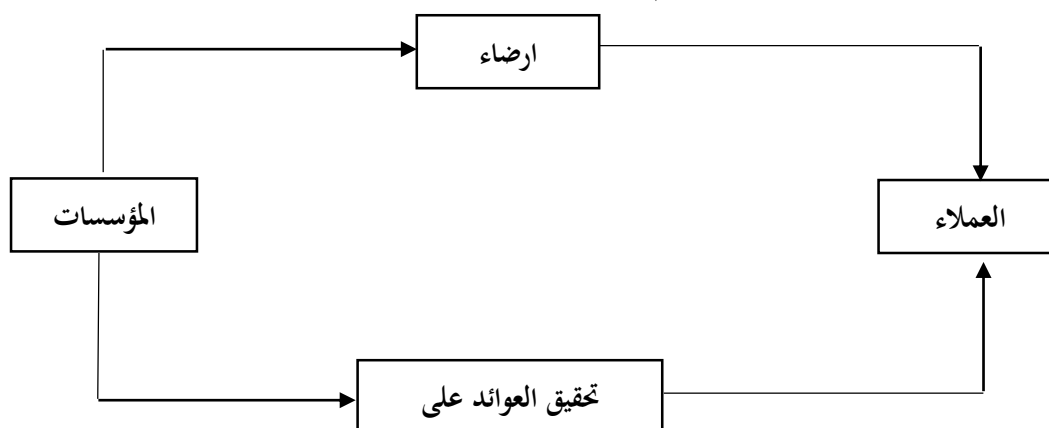 ارضاء
المؤسسات
العملاء
تحقيق العوائد على